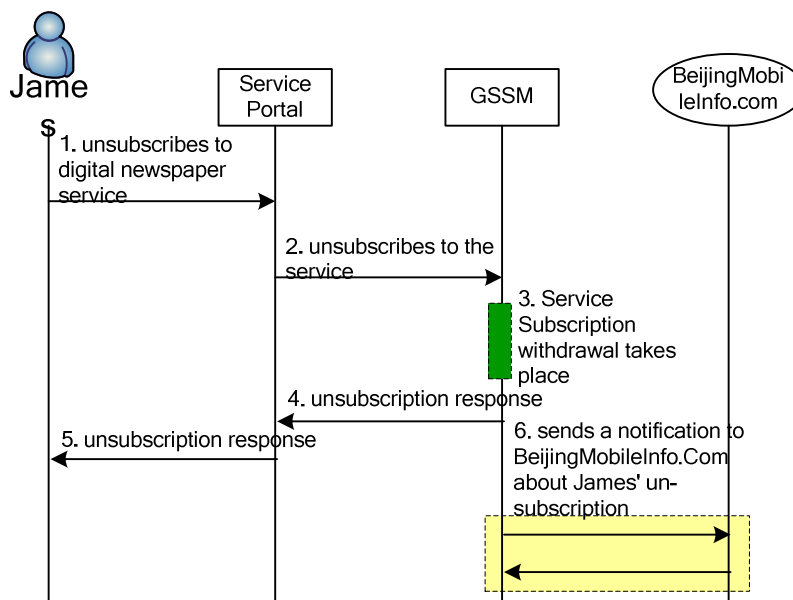 Jame
s
Service
Portal
GSSM
BeijingMobi
leInfo.com
1. unsubscribes to
digital newspaper
service
2. unsubscribes to the
service
3. Service
Subscription
withdrawal takes
place
4. unsubscription response
5. unsubscription response
6. sends a notification to
BeijingMobileInfo.Com
about James' un-
subscription